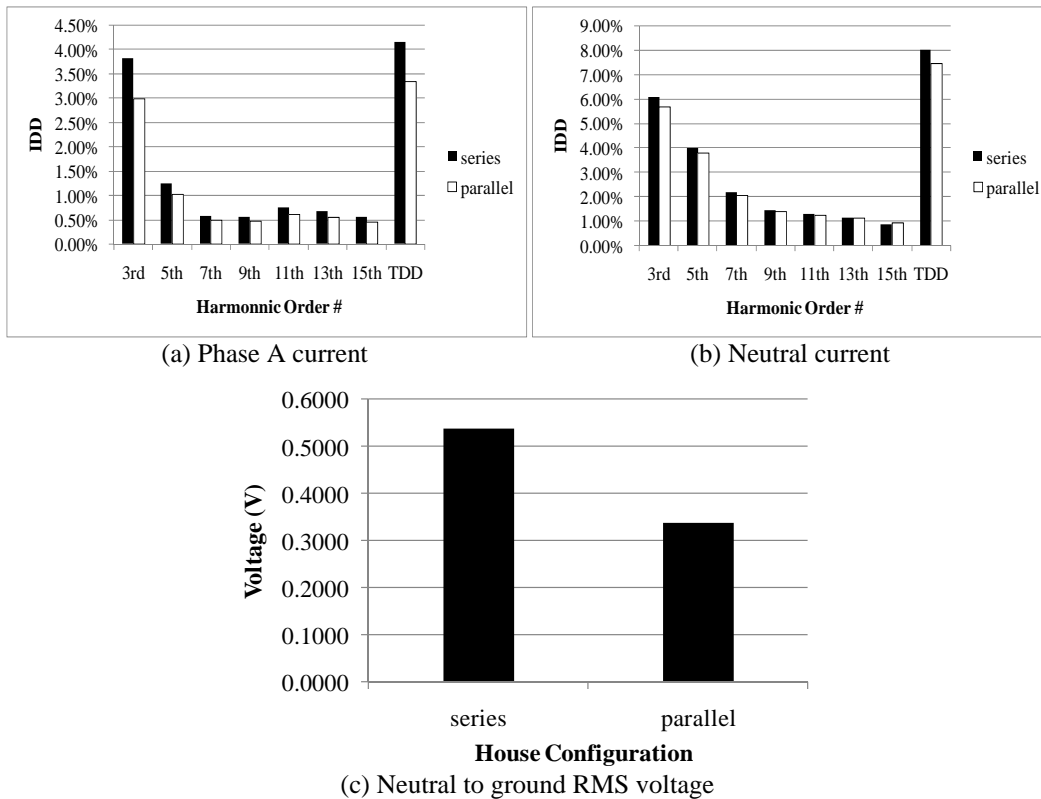 4.50%
4.00%
3.50%
3.00%
2.50%
2.00%
1.50%
1.00%
0.50%
0.00%
IDD
3rd 5th 7th 9th 11th 13th 15th TDD
Harmonnic Order #
series
parallel
(a) Phase A current
9.00%
8.00%
7.00%
6.00%
5.00%
4.00%
3.00%
2.00%
1.00%
0.00%
IDD
3rd 5th 7th 9th 11th 13th 15th TDD
Harmonic Order #
series
parallel
(b) Neutral current
0.6000
0.5000
0.4000
0.3000
0.2000
0.1000
0.0000
Voltage (V)
series parallel
House Configuration
(c) Neutral to ground RMS voltage